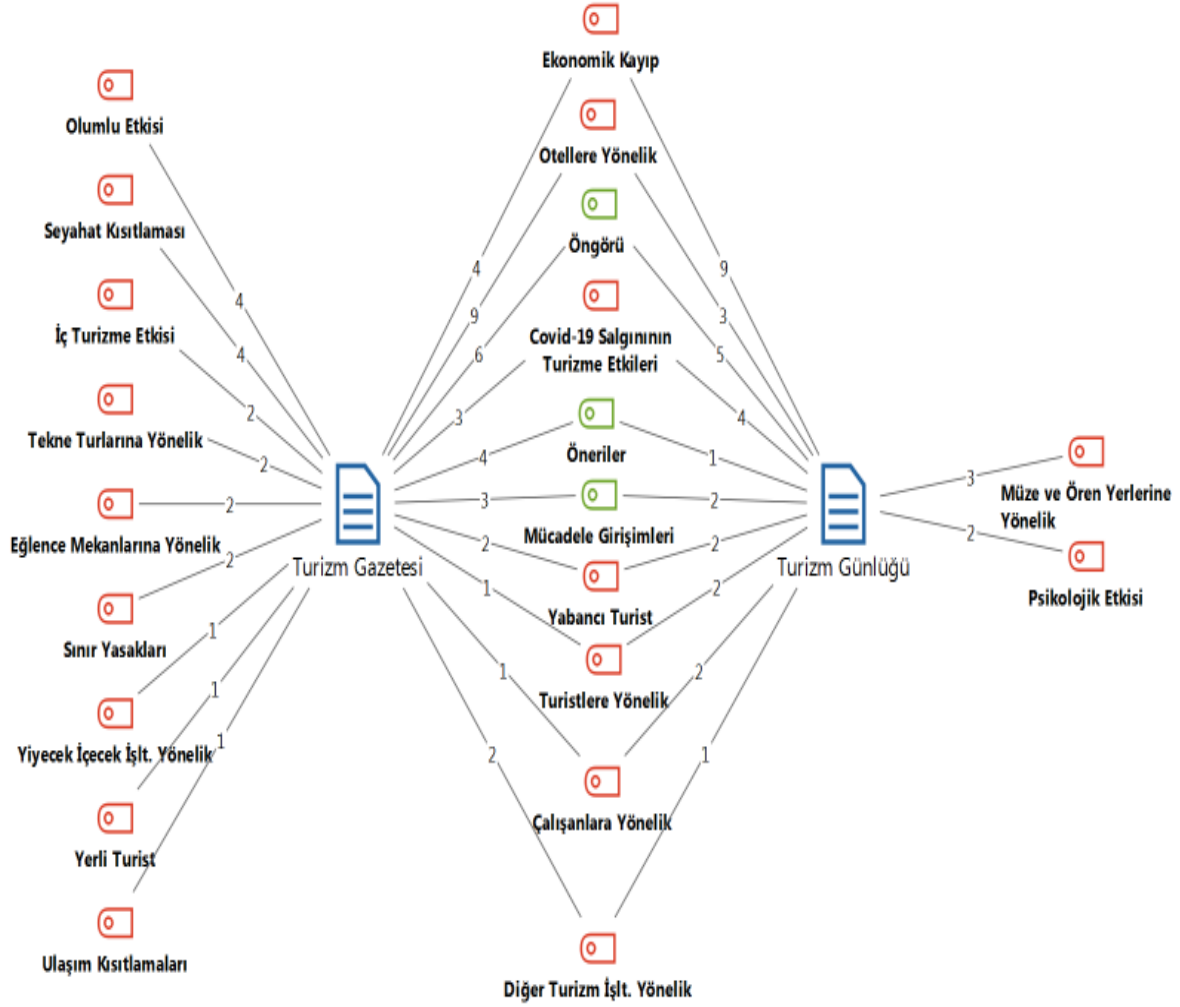 Ekonomik Kayıp
Olumlu Etkisi
Otellere Yönelik
Seyahat Kısıtlaması
Öngörü
4
9
4
9
3
İç Turizme Etkisi
Covid-19 Salgınının
Turizme Etkileri
4
6
5
2
3
4
Tekne Turlarına Yönelik
Öneriler
2
4
1
3
Müze ve Ören Yerlerine
Yönelik
2
3
2
Eğlence Mekanlarına Yönelik
Mücadele Girişimleri
2
2
2
2
Turizm Gazetesi
Turizm Günlüğü
1
2
Psikolojik Etkisi
Yabancı Turist
Sınır Yasakları
1
1
2
1
Turistlere Yönelik
Yiyecek İçecek İşlt. Yönelik
1
2
1
Çalışanlara Yönelik
Yerli Turist
Ulaşım Kısıtlamaları
Diğer Turizm İşlt. Yönelik